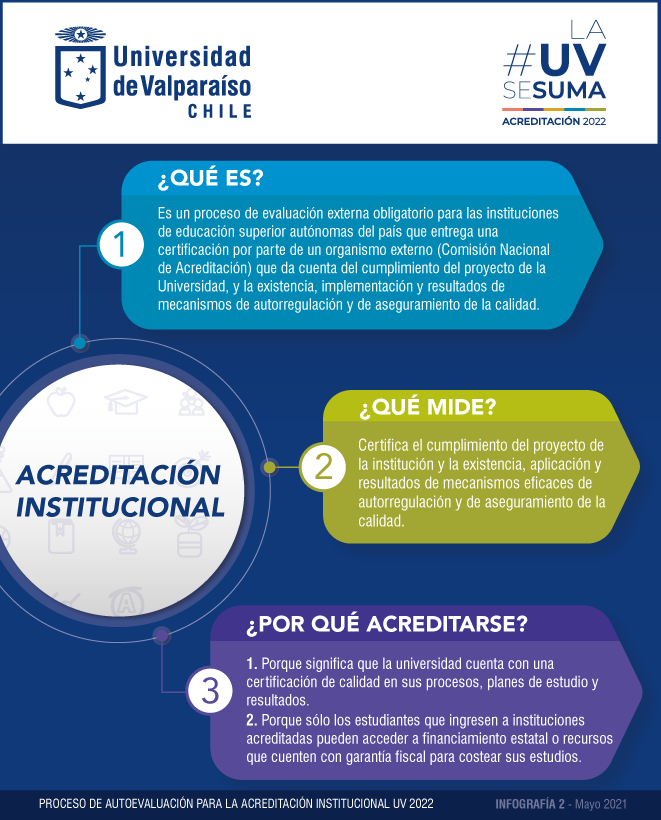 Universidad
de Valparaíso
CHILE
LA
#UV
SESUMA
ACREDITACIÓN 2022
¿QUÉ ES?
1
Es un proceso de evaluación externa obligatorio para las instituciones
de educación superior autónomas del país que entrega una
certificación por parte de un organismo externo (Comisión Nacional
de Acreditación) que da cuenta del cumplimiento del proyecto de la
Universidad, y la existencia, implementación y resultados de
mecanismos de autorregulación y de aseguramiento de la calidad.
ACREDITACIÓN
INSTITUCIONAL
¿QUÉ MIDE?
2
Certifica el cumplimiento del proyecto de
la institución y la existencia, aplicación y
resultados de mecanismos eficaces de
autorregulación y de aseguramiento de la
calidad.
¿POR QUÉ ACREDITARSE?
3
1. Porque significa que la universidad cuenta con una
certificación de calidad en sus procesos, planes de estudio y
resultados.
2. Porque sólo los estudiantes que ingresen a instituciones
acreditadas pueden acceder a financiamiento estatal o recursos
que cuenten con garantía fiscal para costear sus estudios.
PROCESO DE AUTOEVALUACIÓN PARA LA ACREDITACIÓN INSTITUCIONAL UV 2022
INFOGRAFÍA 2 - Mayo 2021